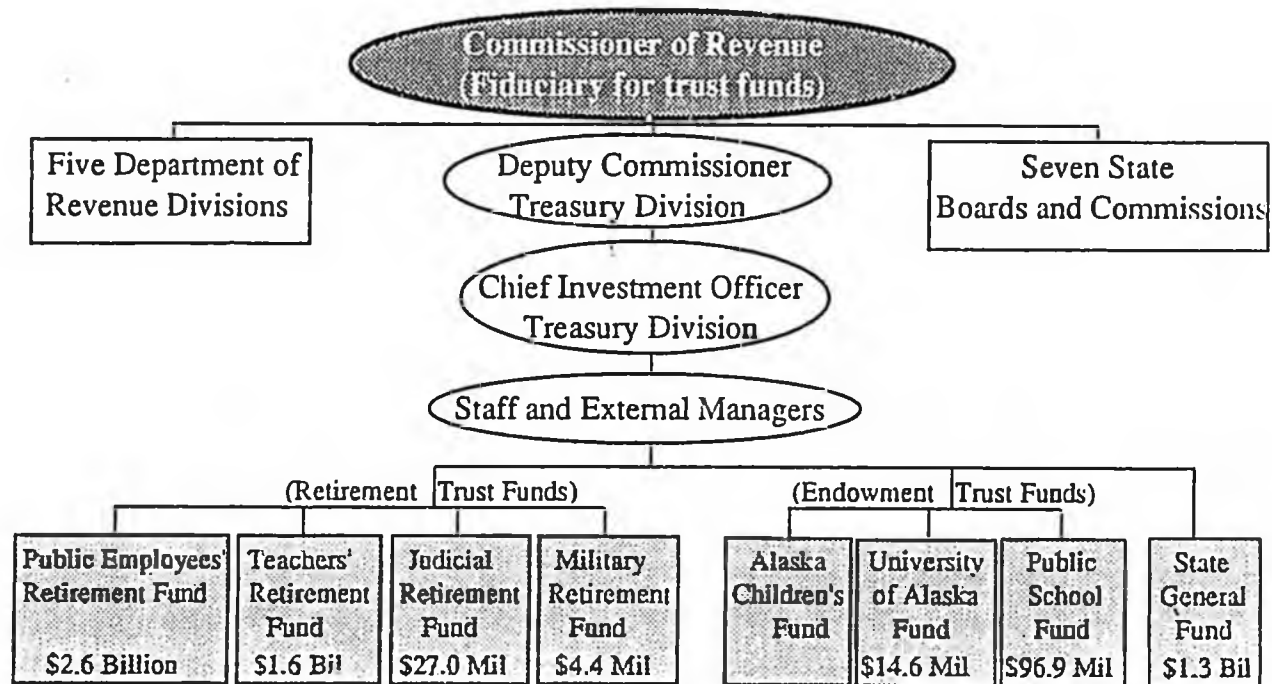 Commissioner of Revenue
(Fiduciary for trust funds)
Five Department of
Revenue Divisions
Deputy Commissioner
Treasury Division
Seven State
Boards and Commissions
Chief Investment Officer
Treasury Division
Staff and External Managers
(Retirement Trust Funds)
(Endowment Trust Funds)
Public Employees'
Retirement Fund
$2.6 Billion
Teachers'
Retirement
Fund
$1.6 Bil
Judicial
Retirement
Fund
$27.0 Mil
Military
Retirement
Fund
$4.4 Mil
Alaska
Children's
Fund
University
of Alaska
Fund
$14.6 Mil
Public
School
Fund
$96.9 Mil
State
General
Fund
$1.3 Bil